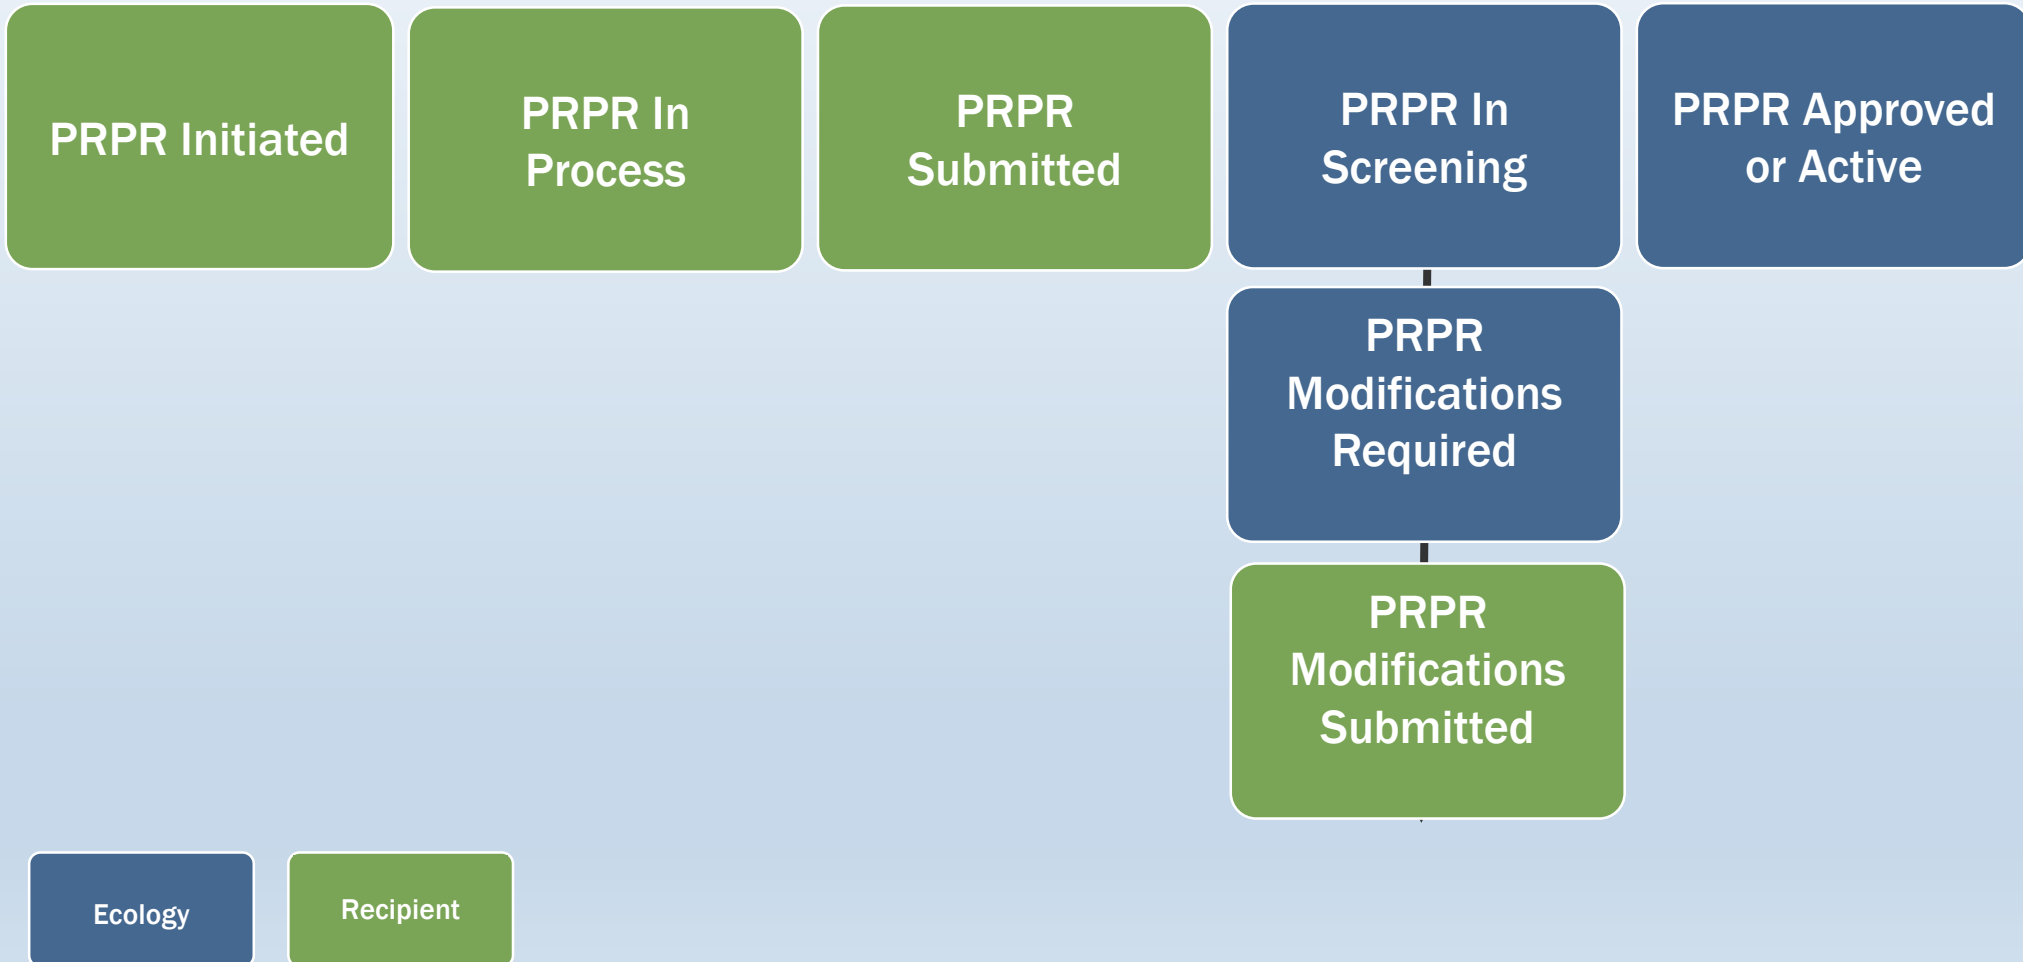 PRPR Initiated
PRPR In
Process
PRPR
Submitted
PRPR In
Screening
PRPR Approved
or Active
PRPR
Modifications
Required
PRPR
Modifications
Submitted
Ecology
Recipient